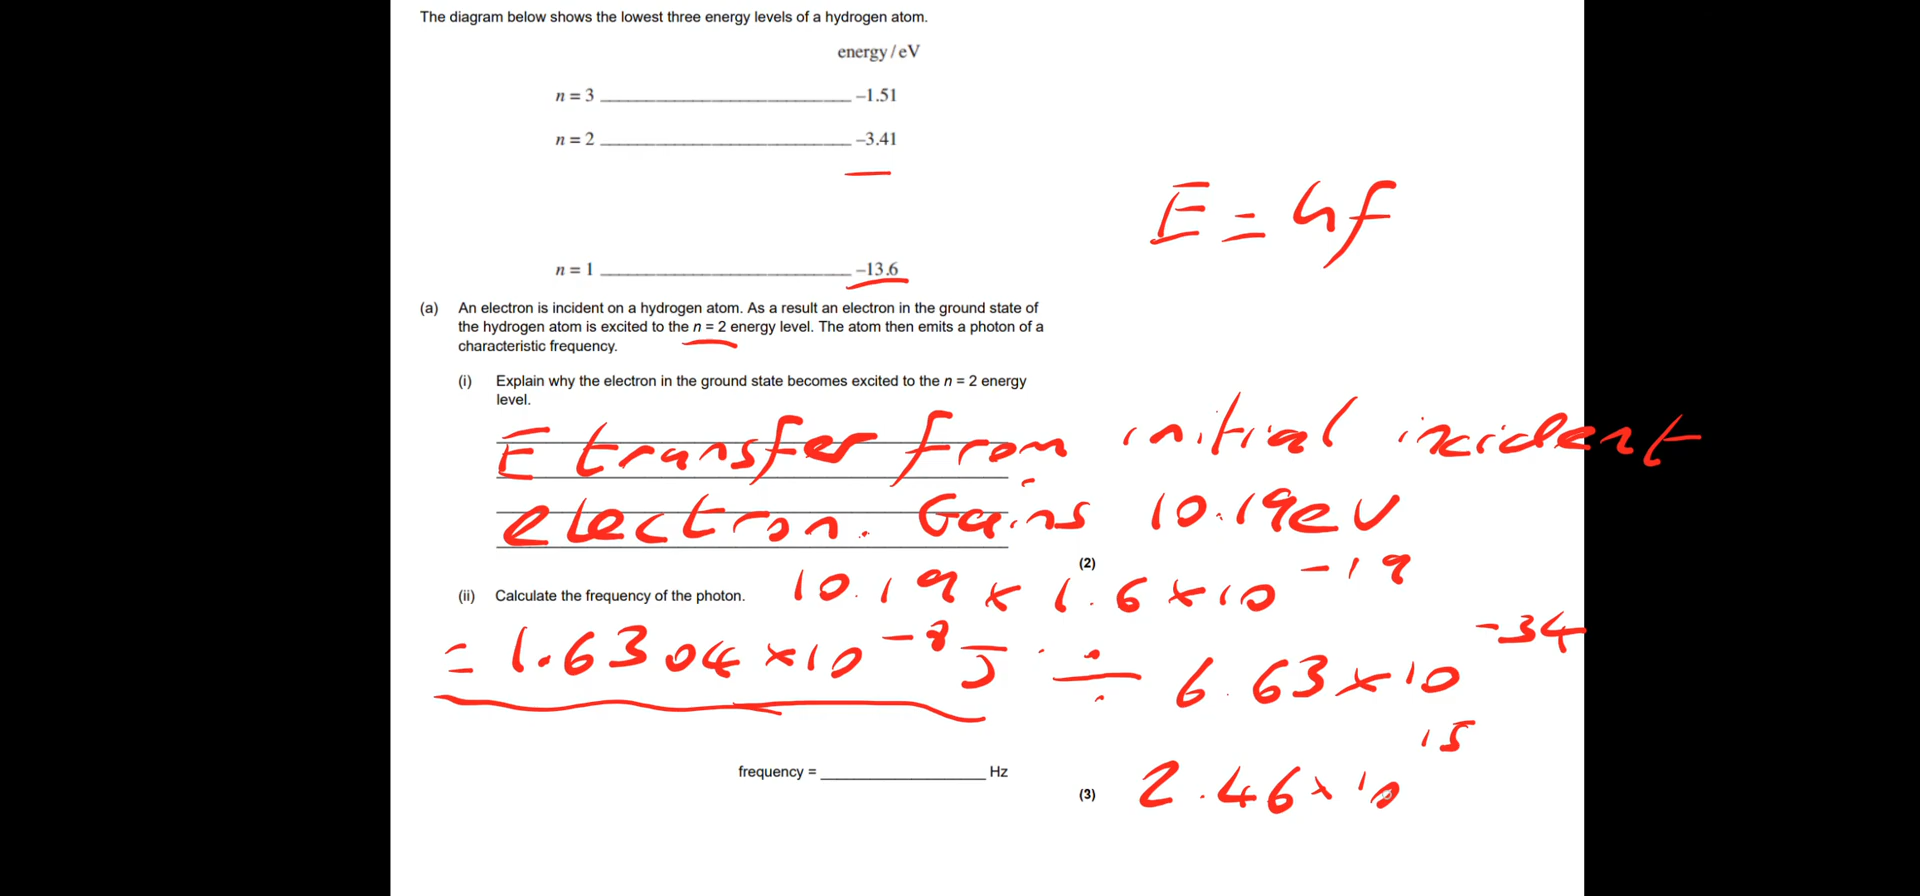 The diagram below shows the lowest three energy levels of a hydrogen atom.
energy/eV
n = 3 −1.51
n = 2 −3.41
E = hf
n = 1 −13.6
(a) An electron is incident on a hydrogen atom. As a result an electron in the ground state of
the hydrogen atom is excited to the n = 2 energy level. The atom then emits a photon of a
characteristic frequency.
(i) Explain why the electron in the ground state becomes excited to the n = 2 energy
level.
E transfer from initial incident
electron. Gains 10.19eV
(2)
(ii) Calculate the frequency of the photon. 10.19 × 1.6 × 10⁻¹⁹
= 1.6304 × 10⁻⁸ J ÷ 6.63 × 10⁻³⁴
frequency = Hz
(3) 2.46 × 10¹⁵